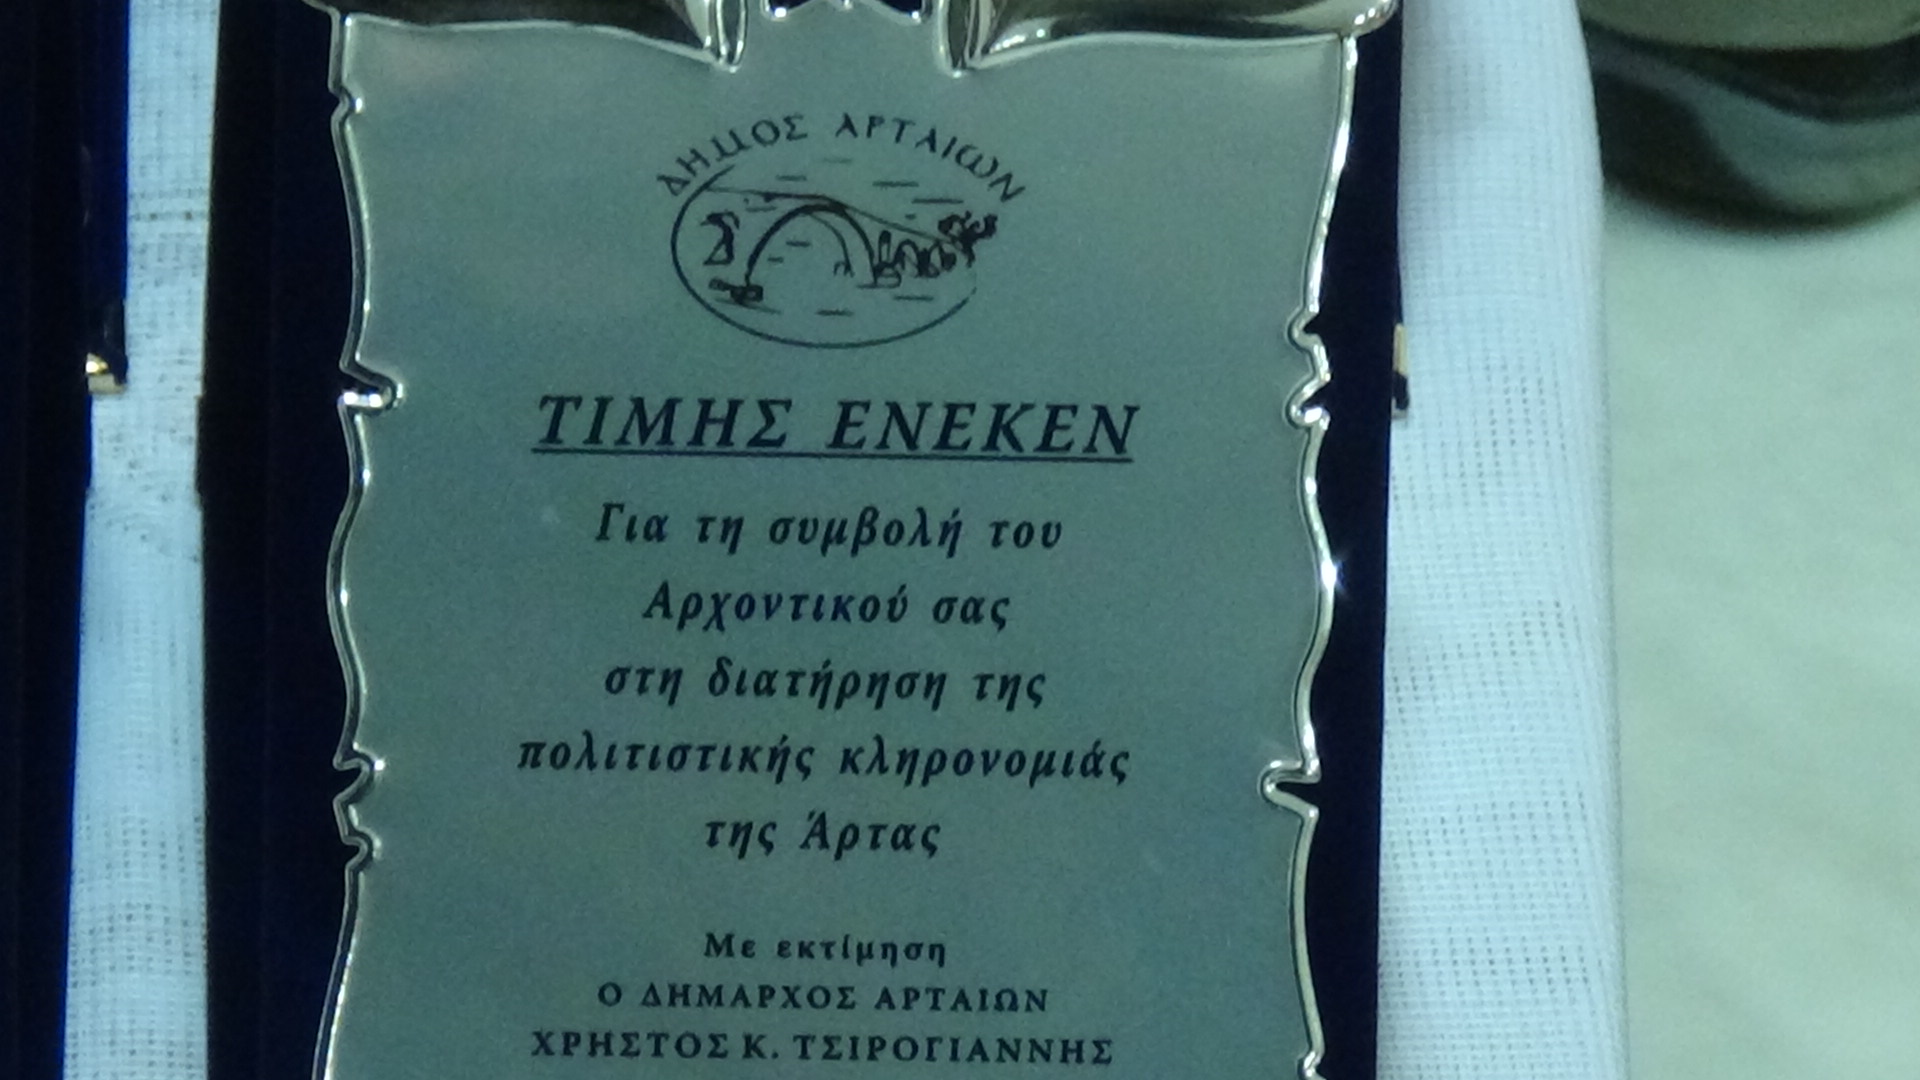 ΔΗΜΟΣ ΑΡΤΑΙΩΝ
ΤΙΜΗΣ ΕΝΕΚΕΝ
Για τη συμβολή του
Αρχοντικού σας
στη διατήρηση της
πολιτιστικής κληρονομιάς
της Άρτας
Με εκτίμηση
Ο ΔΗΜΑΡΧΟΣ ΑΡΤΑΙΩΝ
ΧΡΗΣΤΟΣ Κ. ΤΣΙΡΟΓΙΑΝΝΗΣ